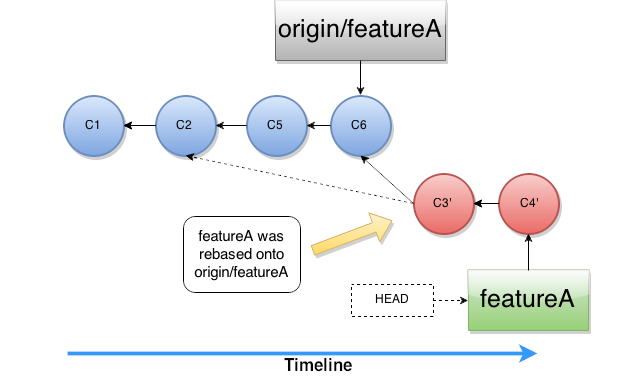 origin/featureA
C1
C2
C5
C6
C3'
C4'
featureA was
rebased onto
origin/featureA
HEAD
featureA
Timeline